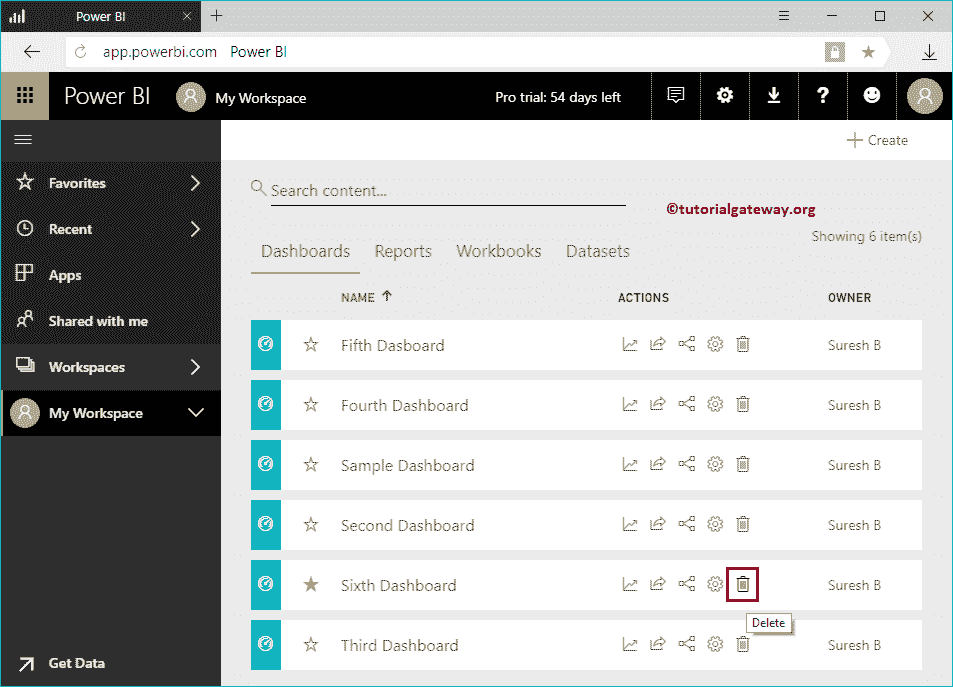 Power BI
app.powerbi.com Power BI
Power BI My Workspace Pro trial: 54 days left ?
Create
Favorites
Recent
Apps
Shared with me
Workspaces
My Workspace
Get Data
Search content...
©tutorialgateway.org
Showing 6 item(s)
Dashboards Reports Workbooks Datasets
NAME ACTIONS OWNER
Fifth Dasboard Suresh B
Fourth Dashboard Suresh B
Sample Dashboard Suresh B
Second Dashboard Suresh B
Sixth Dashboard Suresh B
Delete
Third Dashboard Suresh B